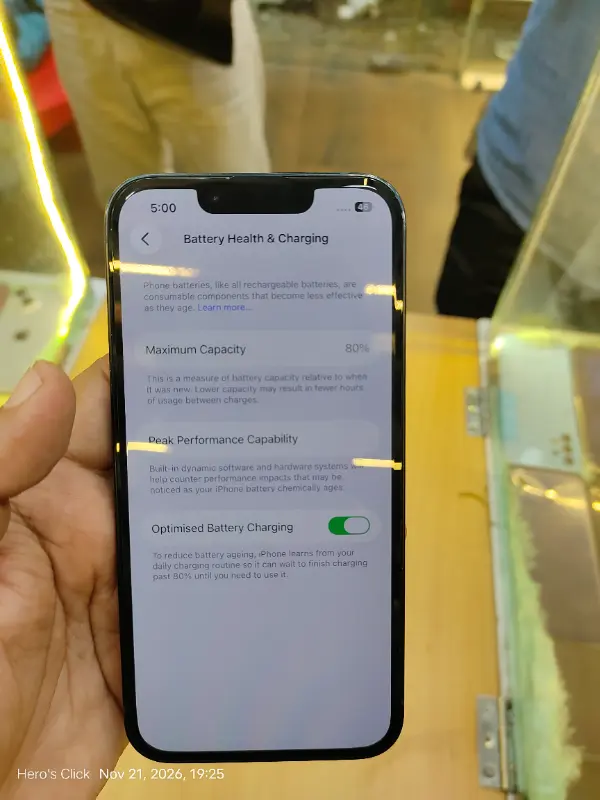 5:00
46
Battery Health & Charging
Phone batteries, like all rechargeable batteries, are
consumable components that become less effective
as they age. Learn more...
Maximum Capacity 80%
This is a measure of battery capacity relative to when
it was new. Lower capacity may result in fewer hours
of usage between charges.
Peak Performance Capability
Built-in dynamic software and hardware systems will
help counter performance impacts that may be
noticed as your iPhone battery chemically ages.
Optimised Battery Charging
To reduce battery ageing, iPhone learns from your
daily charging routine so it can wait to finish charging
past 80% until you need to use it.
Hero's Click Nov 21, 2026, 19:25